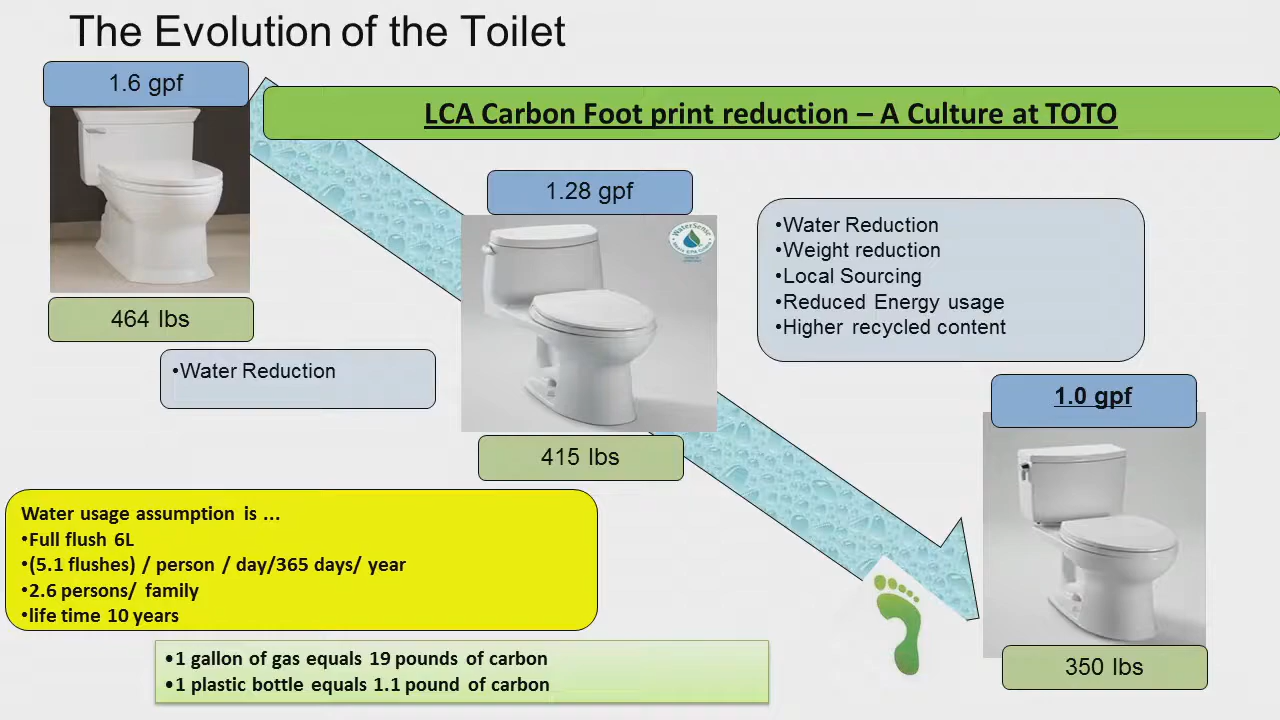 The Evolution of the Toilet
1.6 gpf
LCA Carbon Foot print reduction – A Culture at TOTO
464 lbs
•Water Reduction
1.28 gpf
WaterSense
415 lbs
•Water Reduction
•Weight reduction
•Local Sourcing
•Reduced Energy usage
•Higher recycled content
1.0 gpf
350 lbs
Water usage assumption is ...
•Full flush 6L
•(5.1 flushes) / person / day/365 days/ year
•2.6 persons/ family
•life time 10 years
•1 gallon of gas equals 19 pounds of carbon
•1 plastic bottle equals 1.1 pound of carbon